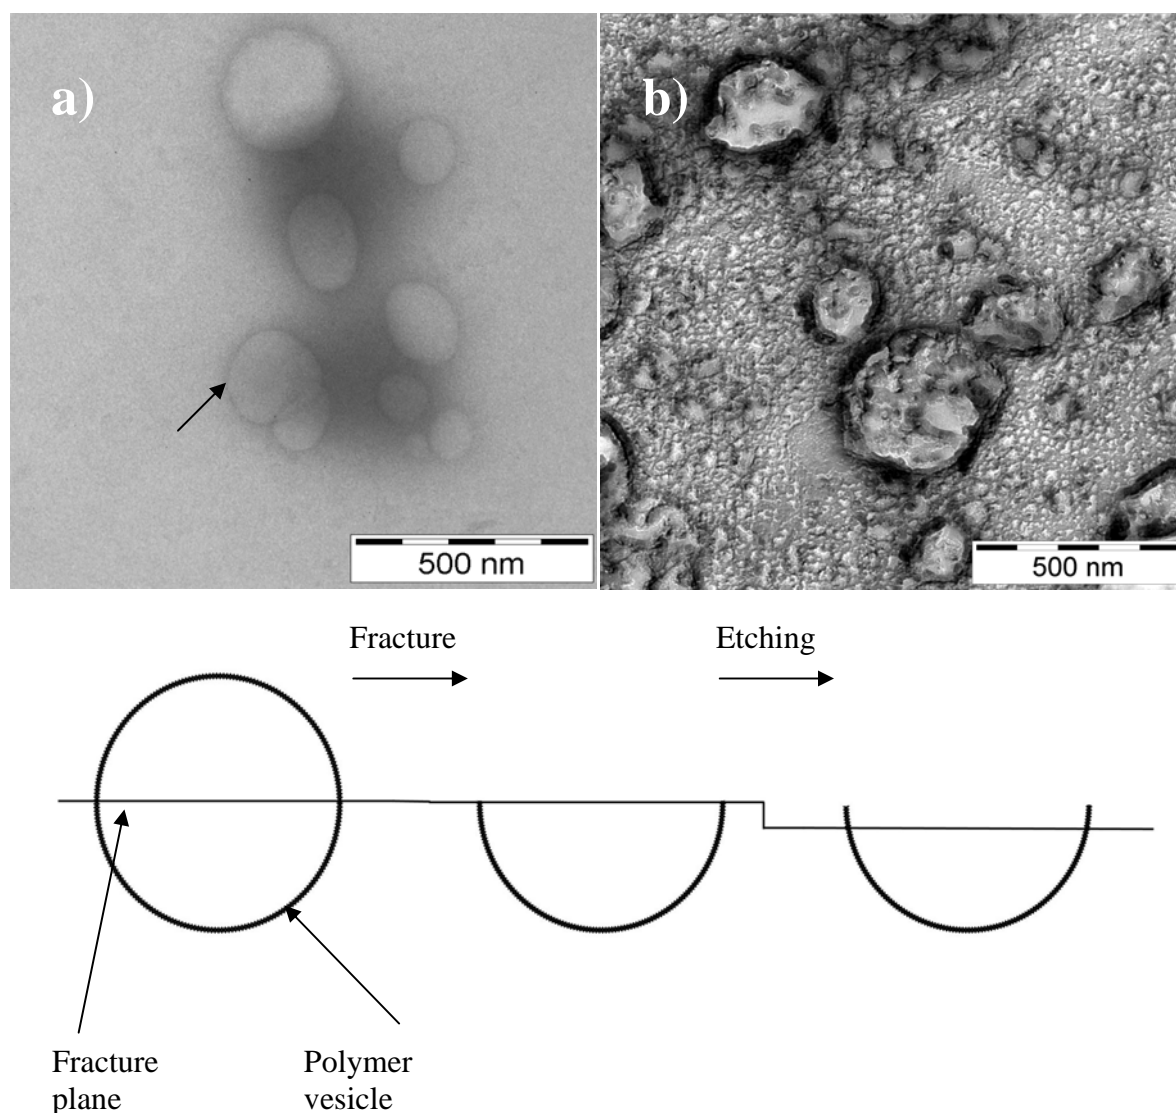 a)
b)
500 nm
500 nm
Fracture
Etching
Fracture
plane
Polymer
vesicle